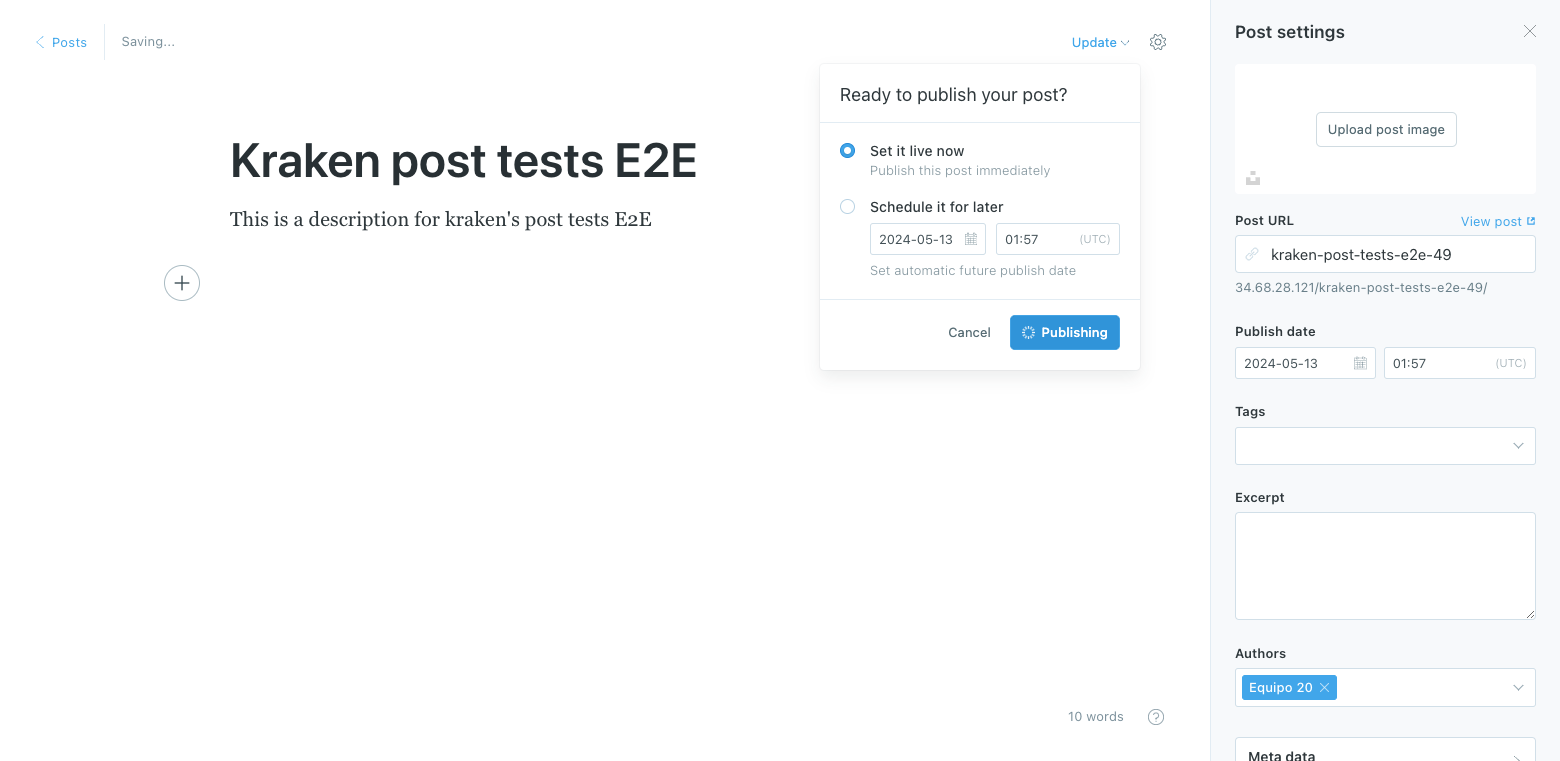 Posts
Saving...
Update
Ready to publish your post?
Set it live now
Publish this post immediately
Schedule it for later
2024-05-13
01:57 (UTC)
Set automatic future publish date
Cancel
Publishing
Kraken post tests E2E
This is a description for kraken's post tests E2E
10 words
?
Post settings
Upload post image
Post URL
View post
kraken-post-tests-e2e-49
34.68.28.121/kraken-post-tests-e2e-49/
Publish date
2024-05-13
01:57 (UTC)
Tags
Excerpt
Authors
Equipo 20
Meta data